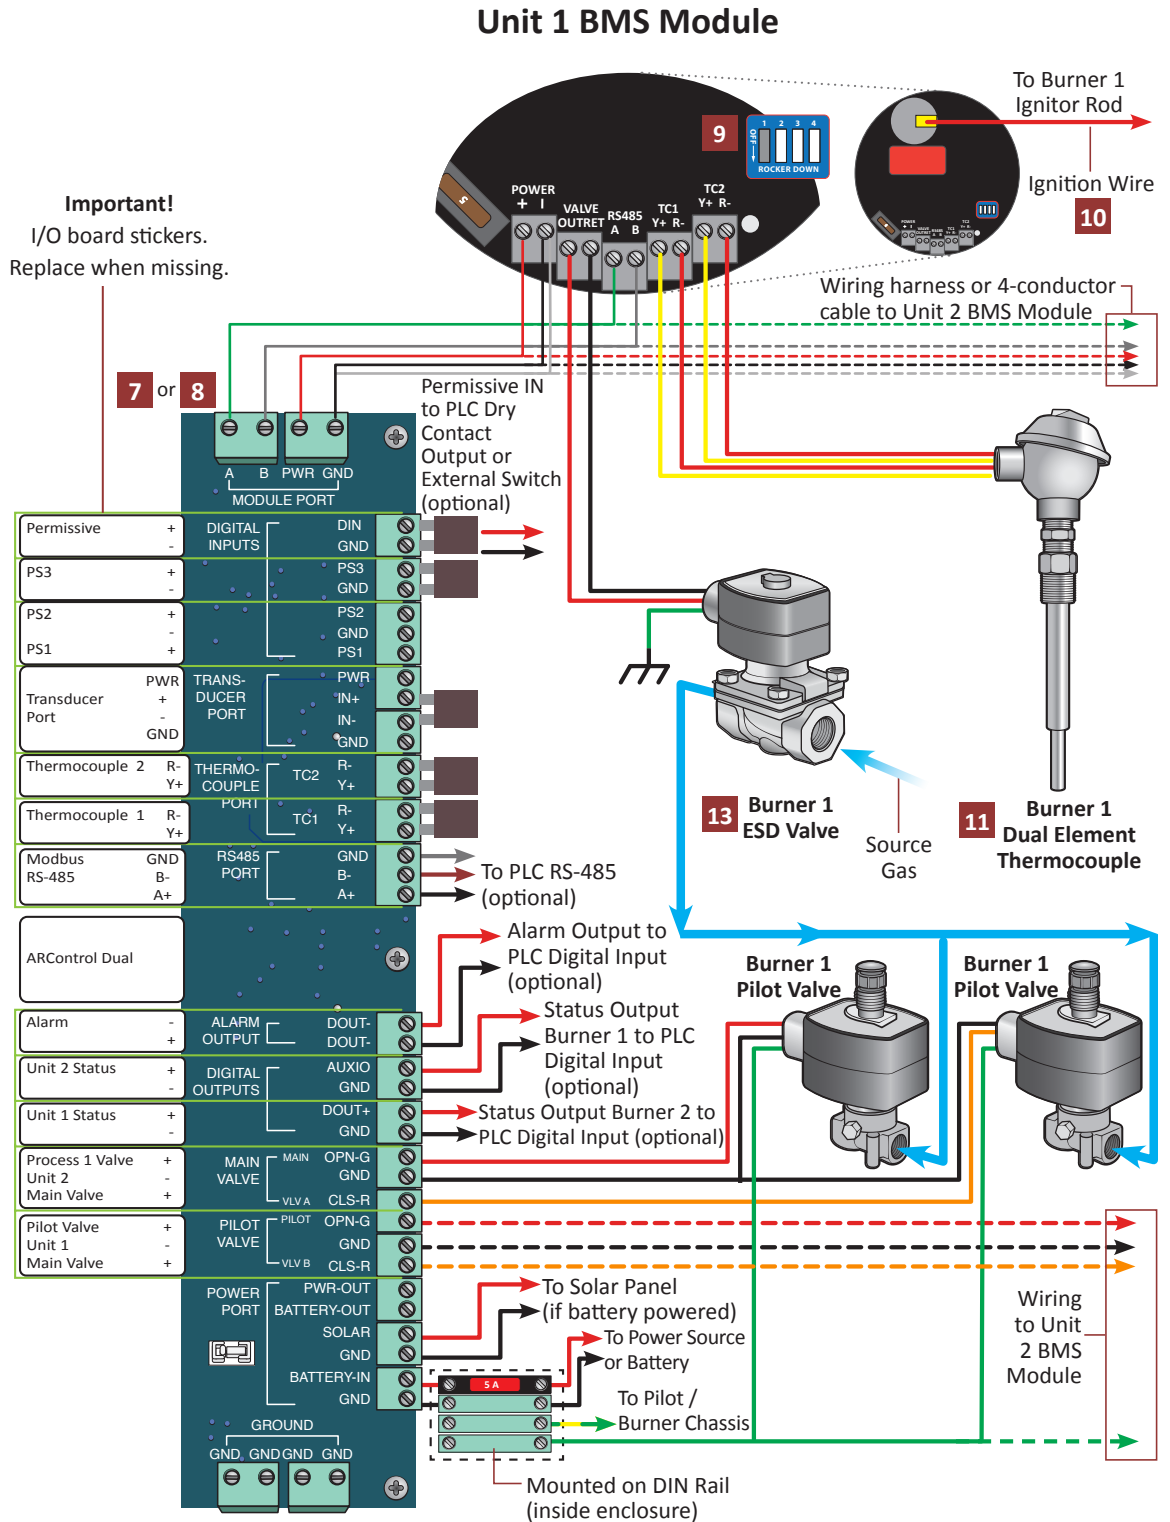 Unit 1 BMS Module
To Burner 1
Ignitor Rod
Ignition Wire
10
9
1 2 3 4
OFF
ROCKER DOWN
POWER
+ I
VALVE
OUTRET
RS485
A B
TC1
Y+ R-
TC2
Y+ R-
5
POWER
+ I
VALVE
OUTRET
RS485
A B
TC1
Y+ R-
TC2
Y+ R-
Important!
I/O board stickers.
Replace when missing.
Wiring harness or 4-conductor
cable to Unit 2 BMS Module
7 or 8
Permissive IN
to PLC Dry
Contact
Output or
External Switch
(optional)
A B PWR GND
MODULE PORT
Permissive +
-
DIGITAL
INPUTS
DIN
GND
PS3 +
-
PS3
GND
PS2 +
-
PS1 +
PS2
GND
PS1
PWR
Transducer +
Port -
GND
TRANS-
DUCER
PORT
PWR
IN+
IN-
GND
Thermocouple 2 R-
Y+
THERMO-
COUPLE
PORT
TC2
R-
Y+
Thermocouple 1 R-
Y+
TC1
R-
Y+
Modbus GND
RS-485 B-
A+
RS485
PORT
GND
B-
A+
To PLC RS-485
(optional)
13
Burner 1
ESD Valve
Source
Gas
11
Burner 1
Dual Element
Thermocouple
ARControl Dual
Alarm Output to
PLC Digital Input
(optional)
Burner 1
Pilot Valve
Burner 1
Pilot Valve
Alarm -
+
ALARM
OUTPUT
DOUT-
DOUT-
Status Output
Burner 1 to PLC
Digital Input
(optional)
Unit 2 Status +
-
DIGITAL
OUTPUTS
AUXIO
GND
Unit 1 Status +
-
DOUT+
GND
Status Output Burner 2 to
PLC Digital Input (optional)
Process 1 Valve +
Unit 2 -
Main Valve +
MAIN
VALVE
MAIN OPN-G
GND
VLV A CLS-R
Pilot Valve +
Unit 1 -
Main Valve +
PILOT
VALVE
PILOT OPN-G
GND
VLV B CLS-R
POWER
PORT
PWR-OUT
BATTERY-OUT
SOLAR
GND
BATTERY-IN
GND
To Solar Panel
(if battery powered)
To Power Source
or Battery
5 A
To Pilot /
Burner Chassis
Wiring
to Unit
2 BMS
Module
GROUND
GND GND GND GND
Mounted on DIN Rail
(inside enclosure)